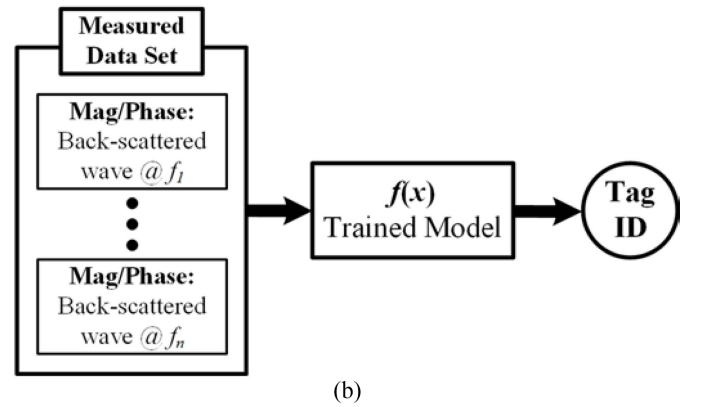 Measured
Data Set
Mag/Phase:
Back-scattered
wave @ f1
Mag/Phase:
Back-scattered
wave @ fn
f(x)
Trained Model
Tag
ID
(b)